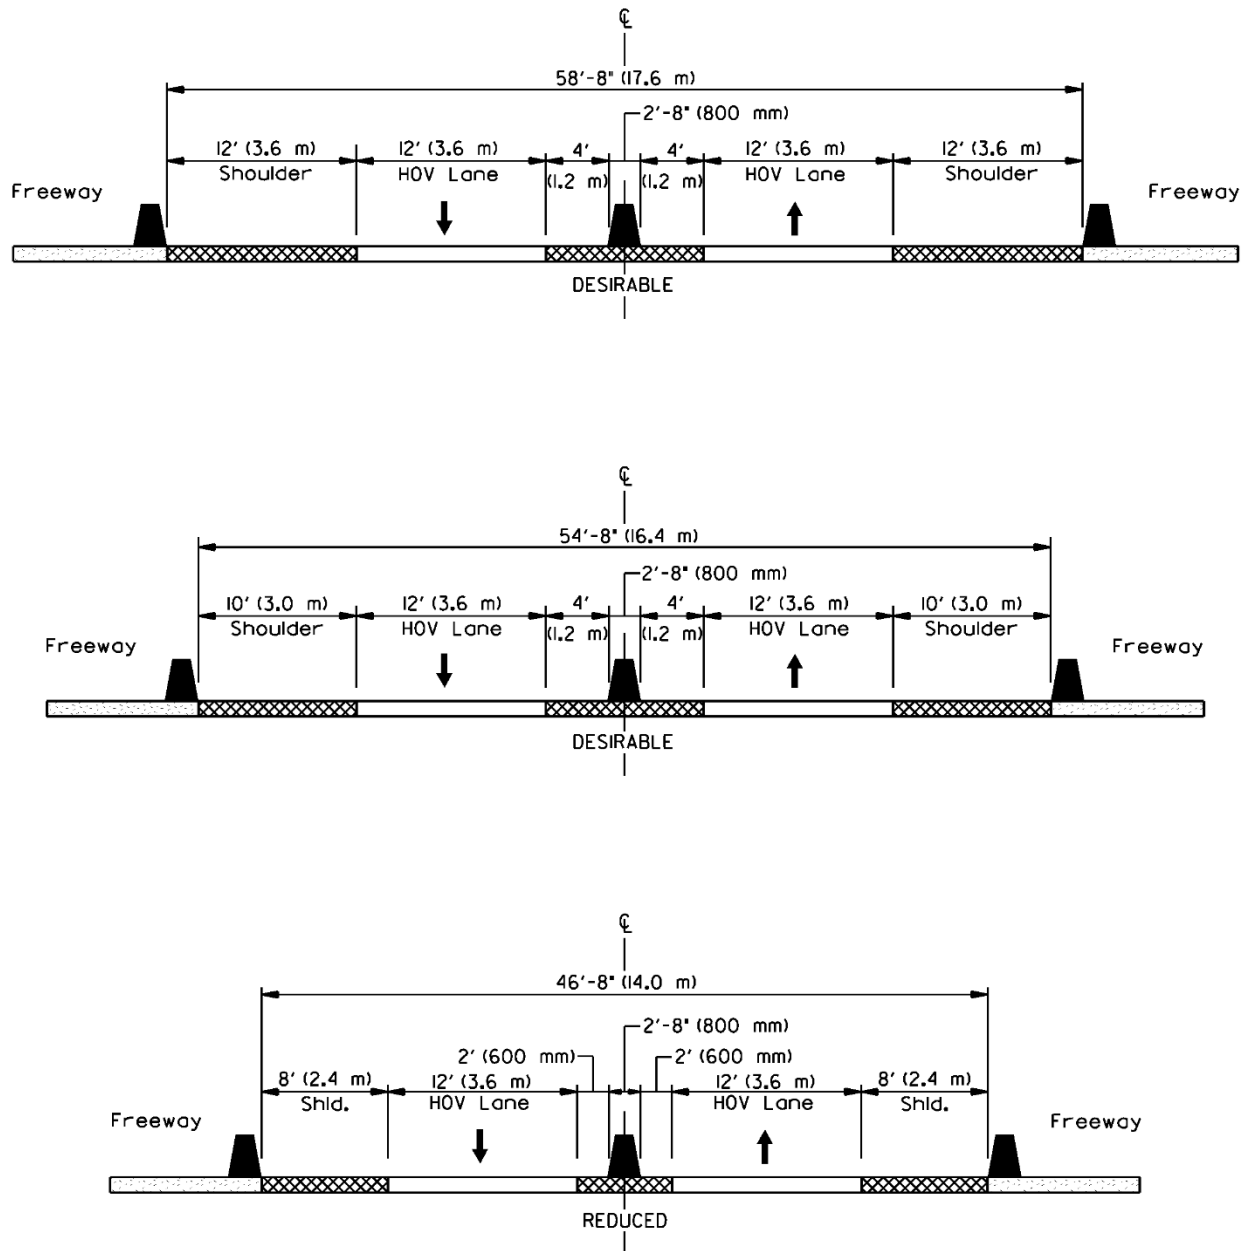 ℄
58'-8" (17.6 m)
2'-8" (800 mm)
12' (3.6 m) 12' (3.6 m) 4' 4' 12' (3.6 m) 12' (3.6 m)
Shoulder HOV Lane (1.2 m) (1.2 m) HOV Lane Shoulder
Freeway Freeway
DESIRABLE
℄
54'-8" (16.4 m)
2'-8" (800 mm)
10' (3.0 m) 12' (3.6 m) 4' 4' 12' (3.6 m) 10' (3.0 m)
Shoulder HOV Lane (1.2 m) (1.2 m) HOV Lane Shoulder
Freeway Freeway
DESIRABLE
℄
46'-8" (14.0 m)
2'-8" (800 mm)
2' (600 mm) 2' (600 mm)
8' (2.4 m) 12' (3.6 m) 12' (3.6 m) 8' (2.4 m)
Shld. HOV Lane HOV Lane Shld.
Freeway Freeway
REDUCED